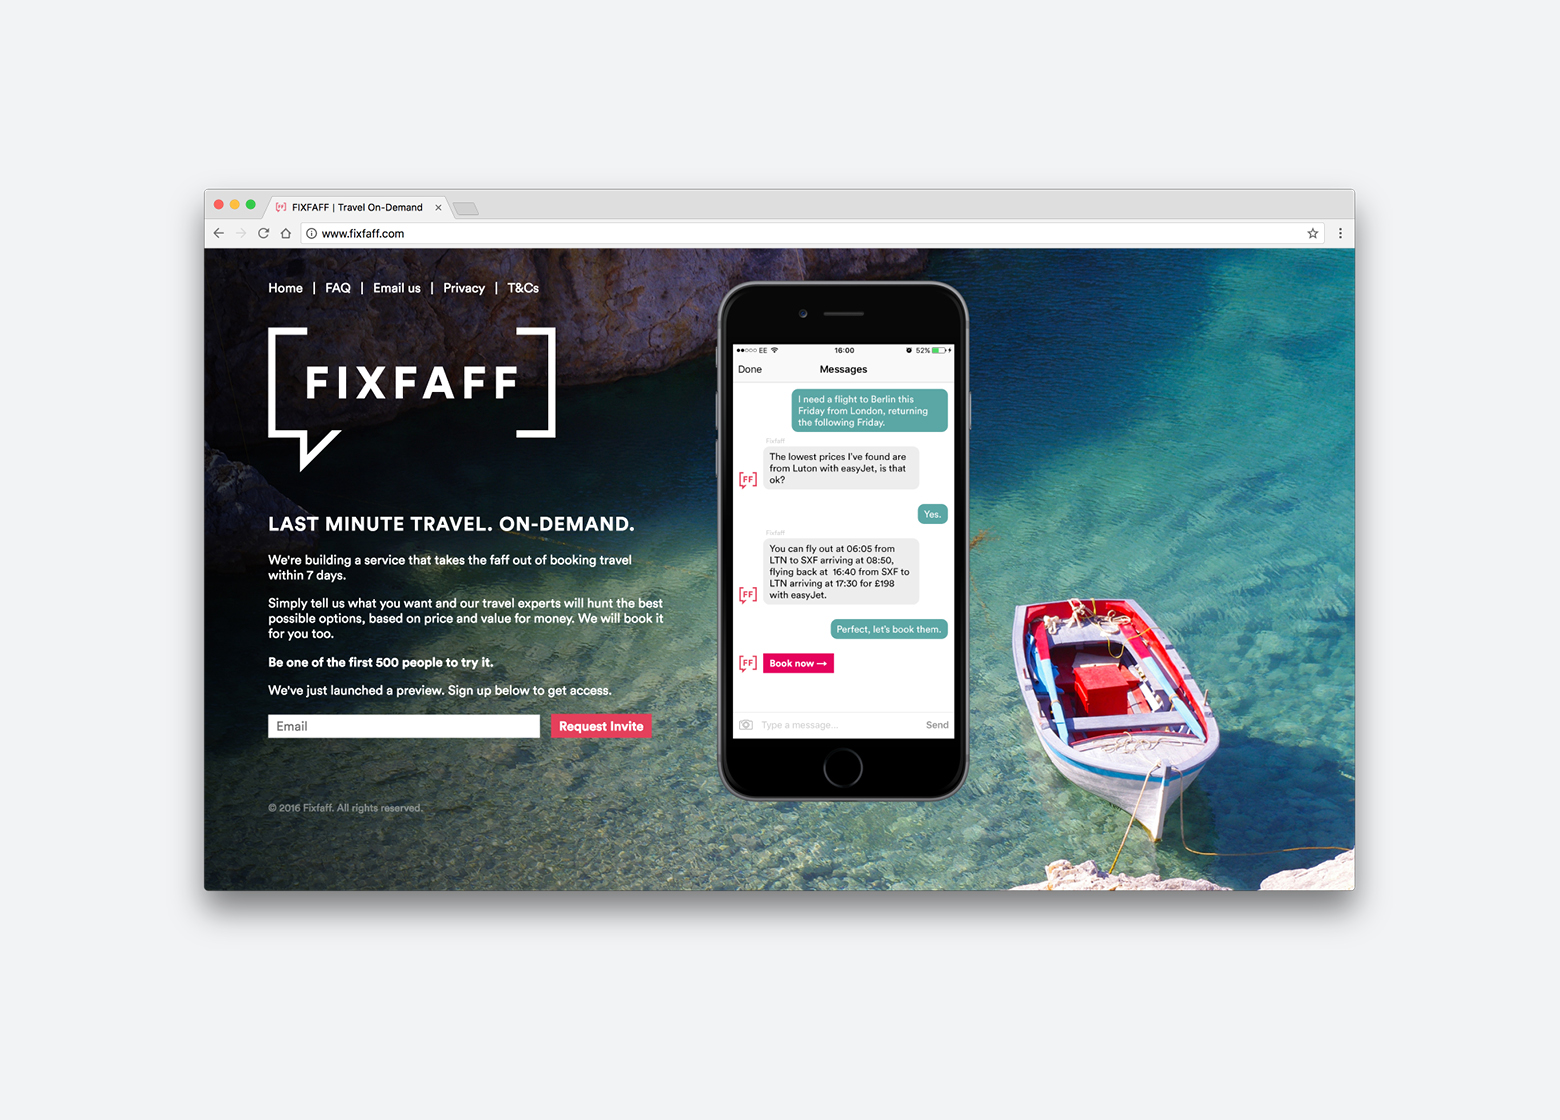 FIXFAFF | Travel On-Demand
www.fixfaff.com
Home | FAQ | Email us | Privacy | T&Cs
FIXFAFF
LAST MINUTE TRAVEL. ON-DEMAND.
We're building a service that takes the faff out of booking travel
within 7 days.
Simply tell us what you want and our travel experts will hunt the best
possible options, based on price and value for money. We will book it
for you too.
Be one of the first 500 people to try it.
We've just launched a preview. Sign up below to get access.
Email
Request Invite
© 2016 Fixfaff. All rights reserved.
EE 16:00 52%
Done Messages
I need a flight to Berlin this
Friday from London, returning
the following Friday.
Fixfaff
The lowest prices I've found are
from Luton with easyJet, is that
ok?
FF
Yes.
Fixfaff
You can fly out at 06:05 from
LTN to SXF arriving at 08:50,
flying back at 16:40 from SXF to
LTN arriving at 17:30 for £198
with easyJet.
FF
Perfect, let's book them.
FF
Book now →
Type a message... Send